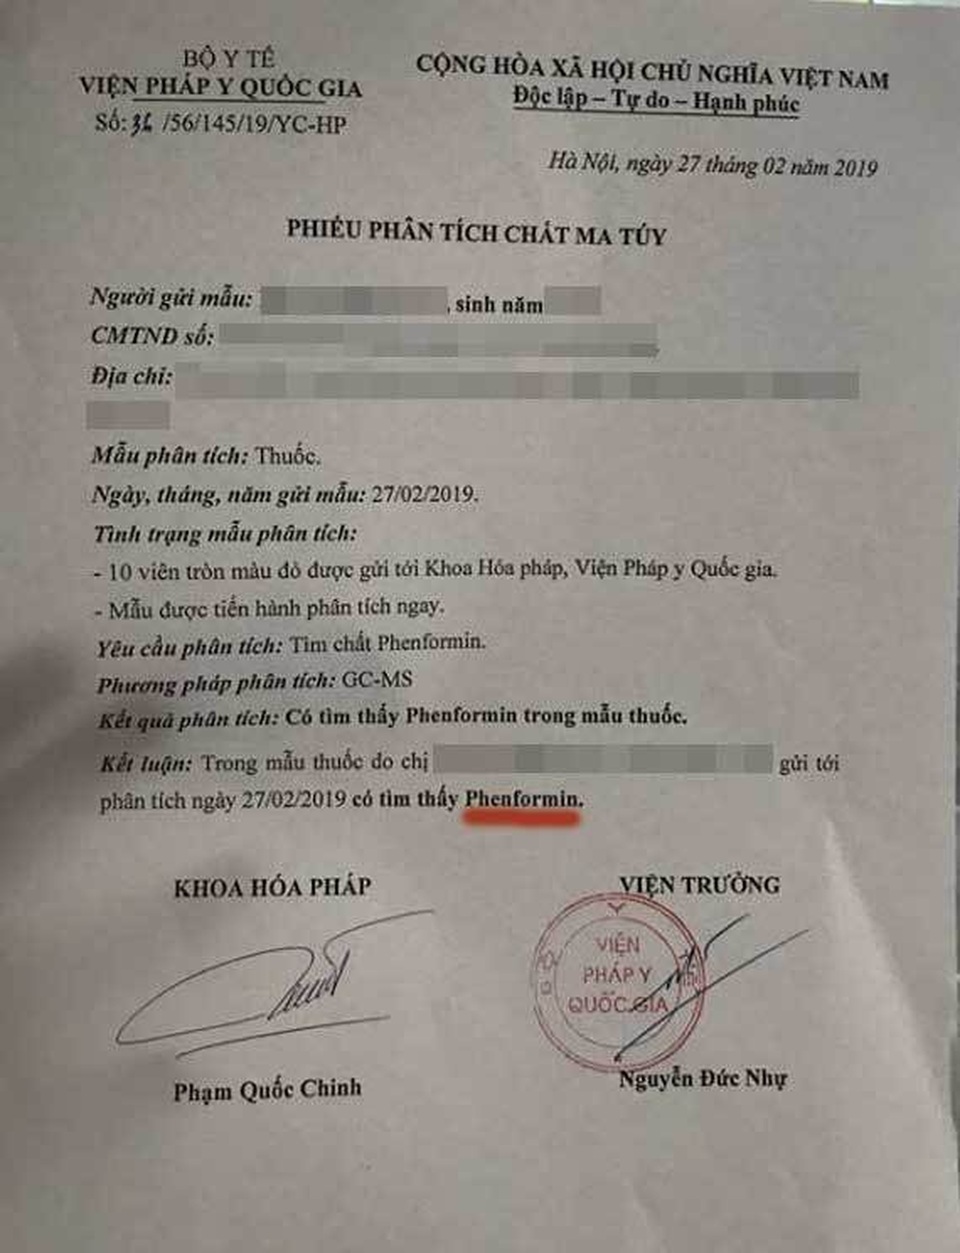 BỘ Y TẾ
VIỆN PHÁP Y QUỐC GIA
Số: 36 /56/145/19/YC-HP
CỘNG HÒA XÃ HỘI CHỦ NGHĨA VIỆT NAM
Độc lập – Tự do – Hạnh phúc
Hà Nội, ngày 27 tháng 02 năm 2019
PHIẾU PHÂN TÍCH CHẤT MA TÚY
Người gửi mẫu: , sinh năm
CMTND số:
Địa chỉ:
Mẫu phân tích: Thuốc.
Ngày, tháng, năm gửi mẫu: 27/02/2019.
Tình trạng mẫu phân tích:
- 10 viên tròn màu đỏ được gửi tới Khoa Hóa pháp, Viện Pháp y Quốc gia.
- Mẫu được tiến hành phân tích ngay.
Yêu cầu phân tích: Tìm chất Phenformin.
Phương pháp phân tích: GC-MS
Kết quả phân tích: Có tìm thấy Phenformin trong mẫu thuốc.
Kết luận: Trong mẫu thuốc do chị gửi tới
phân tích ngày 27/02/2019 có tìm thấy Phenformin.
KHOA HÓA PHÁP
VIỆN TRƯỞNG
VIỆN
PHÁP Y
QUỐC GIA
Phạm Quốc Chinh
Nguyễn Đức Nhự